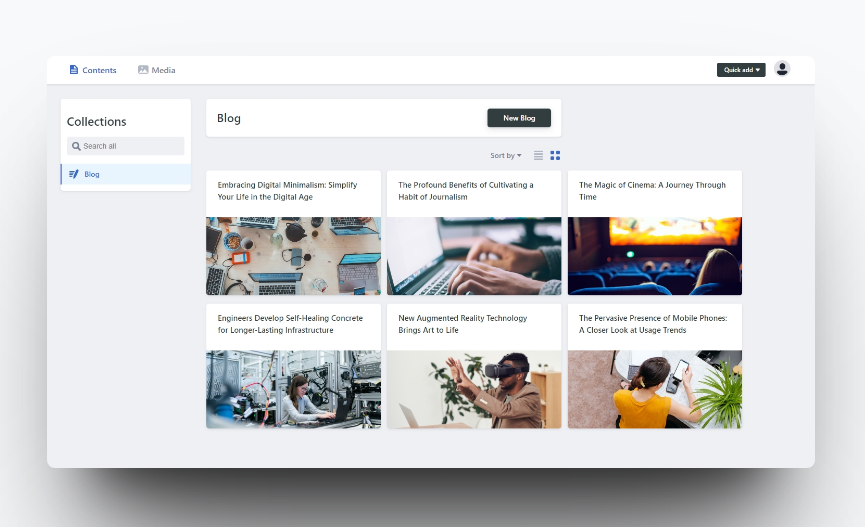 Contents
Media
Quick add
Collections
Search all
Blog
Blog
New Blog
Sort by
Embracing Digital Minimalism: Simplify
Your Life in the Digital Age
The Profound Benefits of Cultivating a
Habit of Journalism
The Magic of Cinema: A Journey Through
Time
Engineers Develop Self-Healing Concrete
for Longer-Lasting Infrastructure
New Augmented Reality Technology
Brings Art to Life
The Pervasive Presence of Mobile Phones:
A Closer Look at Usage Trends